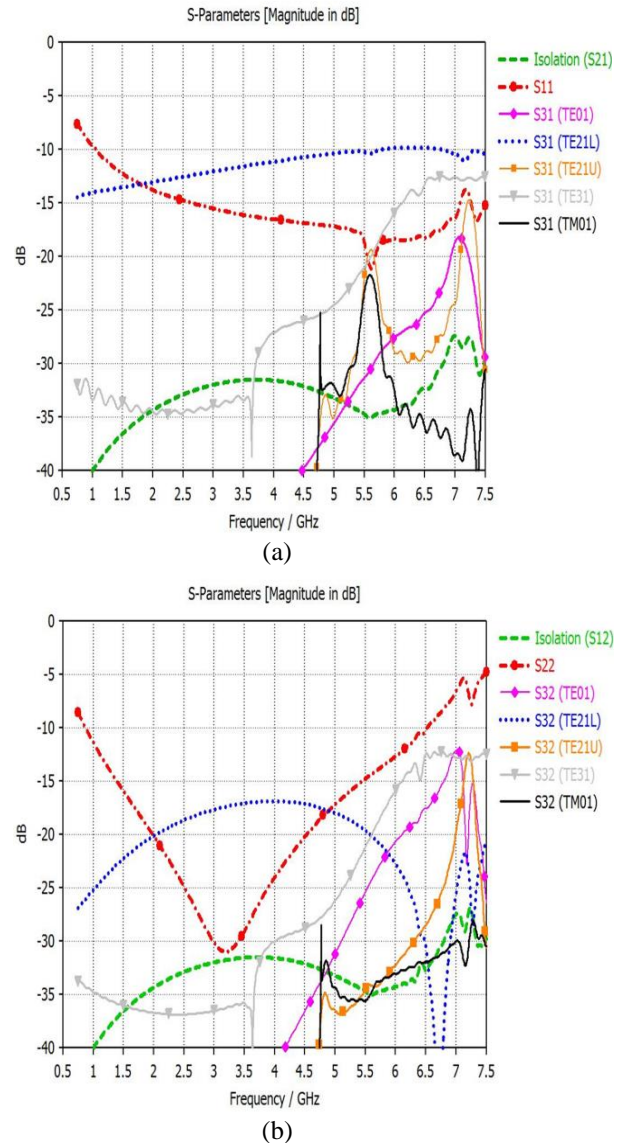 S-Parameters [Magnitude in dB]
0
-5
-10
-15
-20
-25
-30
-35
-40
dB
0.5 1 1.5 2 2.5 3 3.5 4 4.5 5 5.5 6 6.5 7 7.5
Frequency / GHz
Isolation (S21)
S11
S31 (TE01)
S31 (TE21L)
S31 (TE21U)
S31 (TE31)
S31 (TM01)
(a)
S-Parameters [Magnitude in dB]
0
-5
-10
-15
-20
-25
-30
-35
-40
dB
0.5 1 1.5 2 2.5 3 3.5 4 4.5 5 5.5 6 6.5 7 7.5
Frequency / GHz
Isolation (S12)
S22
S32 (TE01)
S32 (TE21L)
S32 (TE21U)
S32 (TE31)
S32 (TM01)
(b)